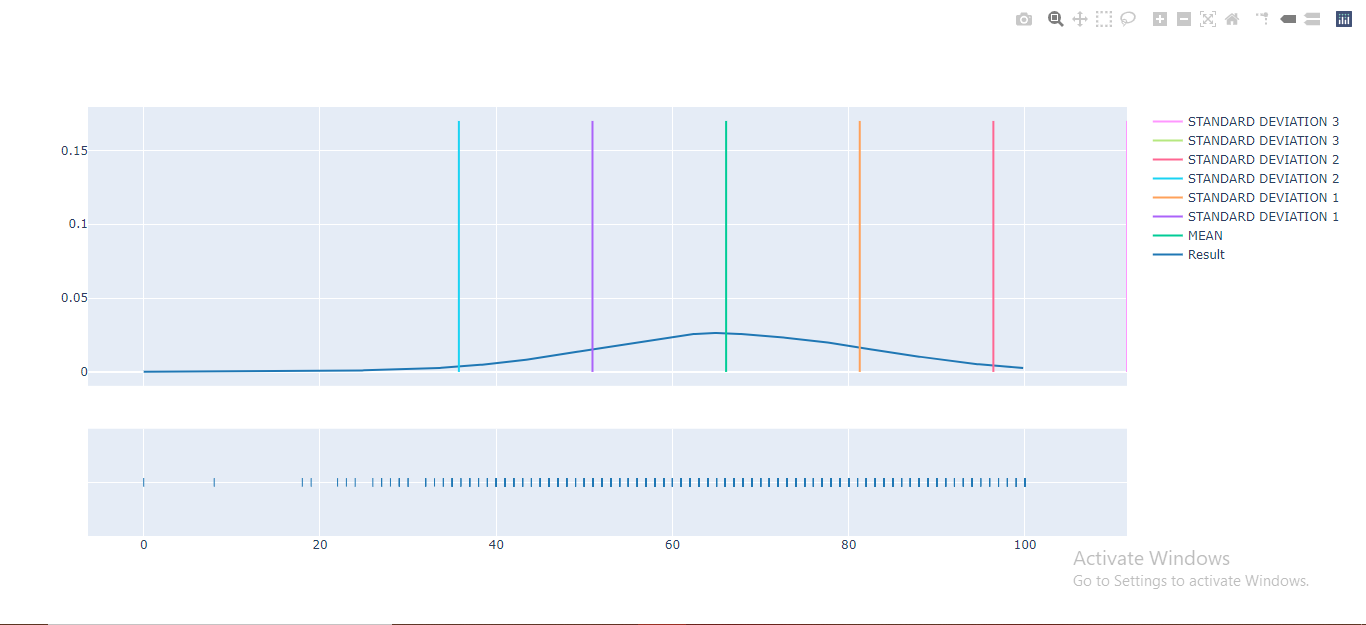 0.15
0.1
0.05
0
STANDARD DEVIATION 3
STANDARD DEVIATION 3
STANDARD DEVIATION 2
STANDARD DEVIATION 2
STANDARD DEVIATION 1
STANDARD DEVIATION 1
MEAN
Result
0 20 40 60 80 100
Activate Windows
Go to Settings to activate Windows.